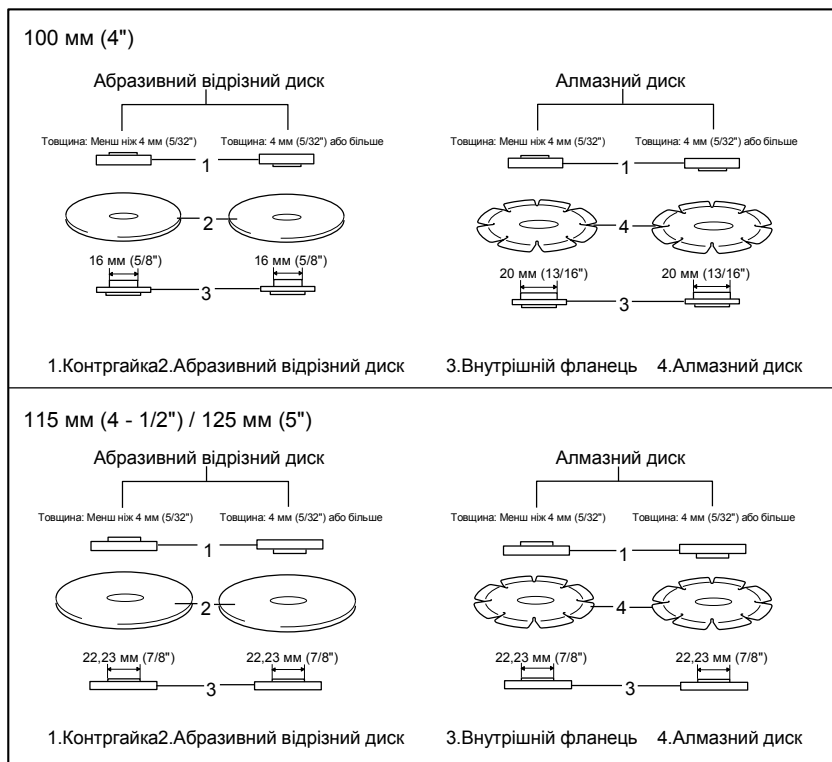 100 мм (4")
Абразивний відрізний диск Алмазний диск
Товщина: Менш ніж 4 мм (5/32") Товщина: 4 мм (5/32") або більше Товщина: Менш ніж 4 мм (5/32") Товщина: 4 мм (5/32") або більше
1 1
2 4
16 мм (5/8") 16 мм (5/8") 20 мм (13/16") 20 мм (13/16")
3 3
1.Контргайка2.Абразивний відрізний диск 3.Внутрішній фланець 4.Алмазний диск
115 мм (4 - 1/2") / 125 мм (5")
Абразивний відрізний диск Алмазний диск
Товщина: Менш ніж 4 мм (5/32") Товщина: 4 мм (5/32") або більше Товщина: Менш ніж 4 мм (5/32") Товщина: 4 мм (5/32") або більше
1 1
2 4
22,23 мм (7/8") 22,23 мм (7/8") 22,23 мм (7/8") 22,23 мм (7/8")
3 3
1.Контргайка2.Абразивний відрізний диск 3.Внутрішній фланець 4.Алмазний диск